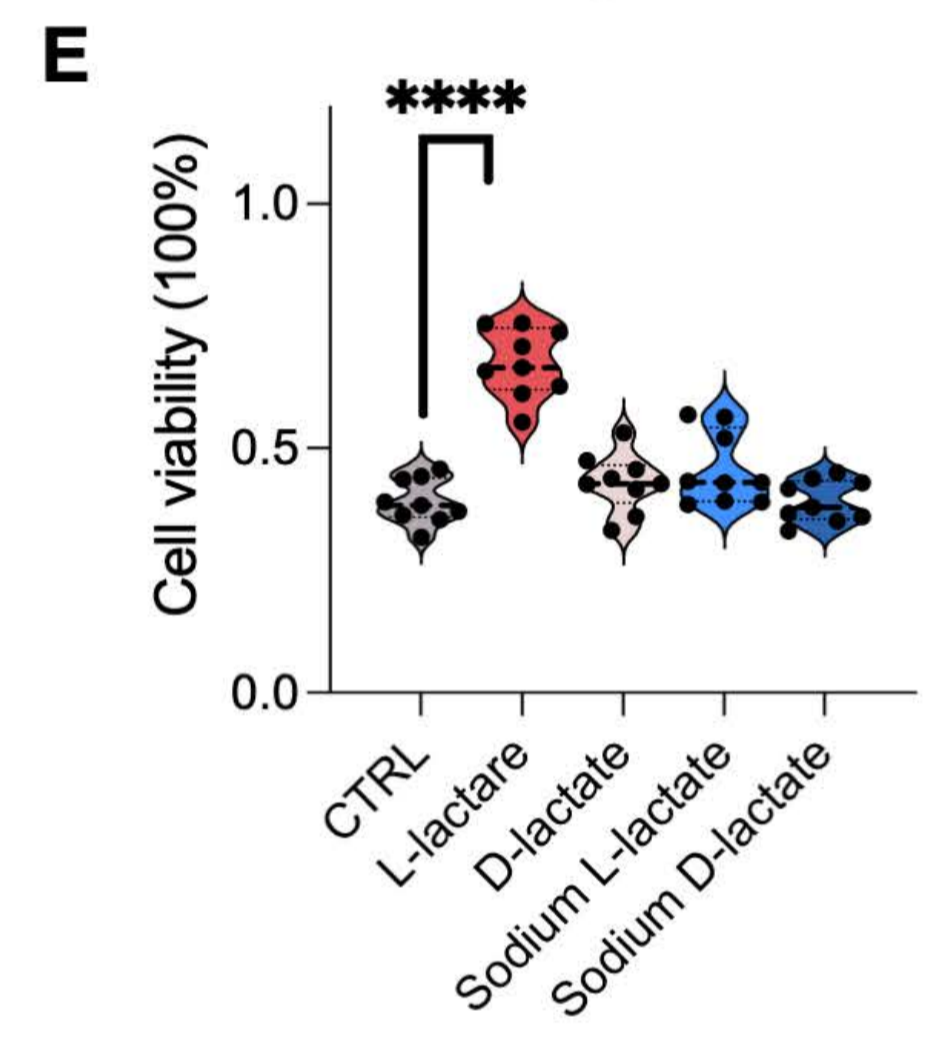 E
****
Cell viability (100%)
1.0
0.5
0.0
CTRL
L-lactare
D-lactate
Sodium L-lactate
Sodium D-lactate